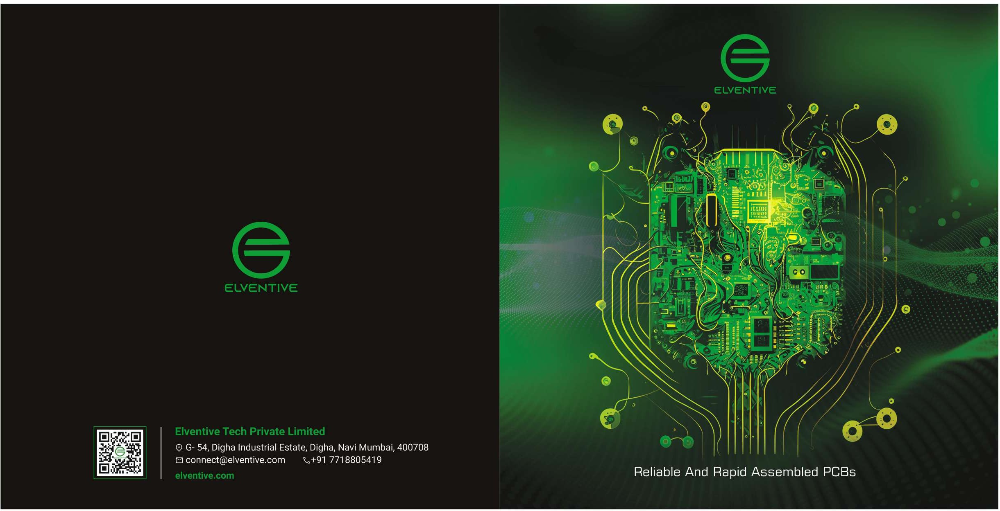 ELVENTIVE
Elventive Tech Private Limited
G- 54, Digha Industrial Estate, Digha, Navi Mumbai, 400708
connect@elventive.com +91 7718805419
elventive.com
ELVENTIVE
GO
Reliable And Rapid Assembled PCBs